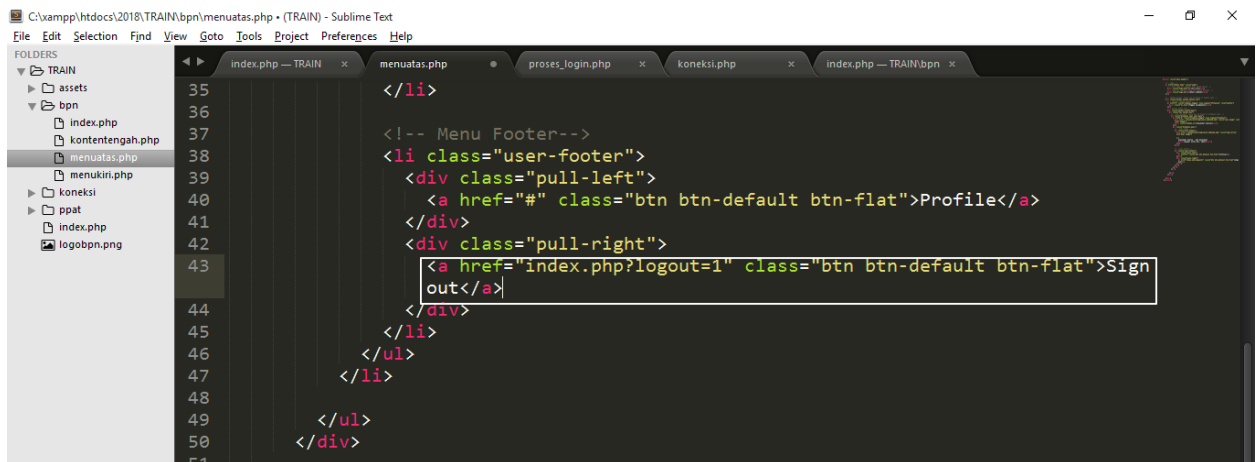 C:\xampp\htdocs\2018\TRAIN\bpn\menuatas.php • (TRAIN) - Sublime Text
File Edit Selection Find View Goto Tools Project Preferences Help
FOLDERS
TRAIN
assets
bpn
index.php
kontentengah.php
menuatas.php
menukiri.php
koneksi
ppat
index.php
logobpn.png
index.php — TRAIN × menuatas.php • proses_login.php × koneksi.php × index.php — TRAIN\bpn ×
35 </li>
36
37 <!-- Menu Footer-->
38 <li class="user-footer">
39 <div class="pull-left">
40 <a href="#" class="btn btn-default btn-flat">Profile</a>
41 </div>
42 <div class="pull-right">
43 <a href="index.php?logout=1" class="btn btn-default btn-flat">Sign
out</a>
44 </div>
45 </li>
46 </ul>
47 </li>
48
49 </ul>
50 </div>
51